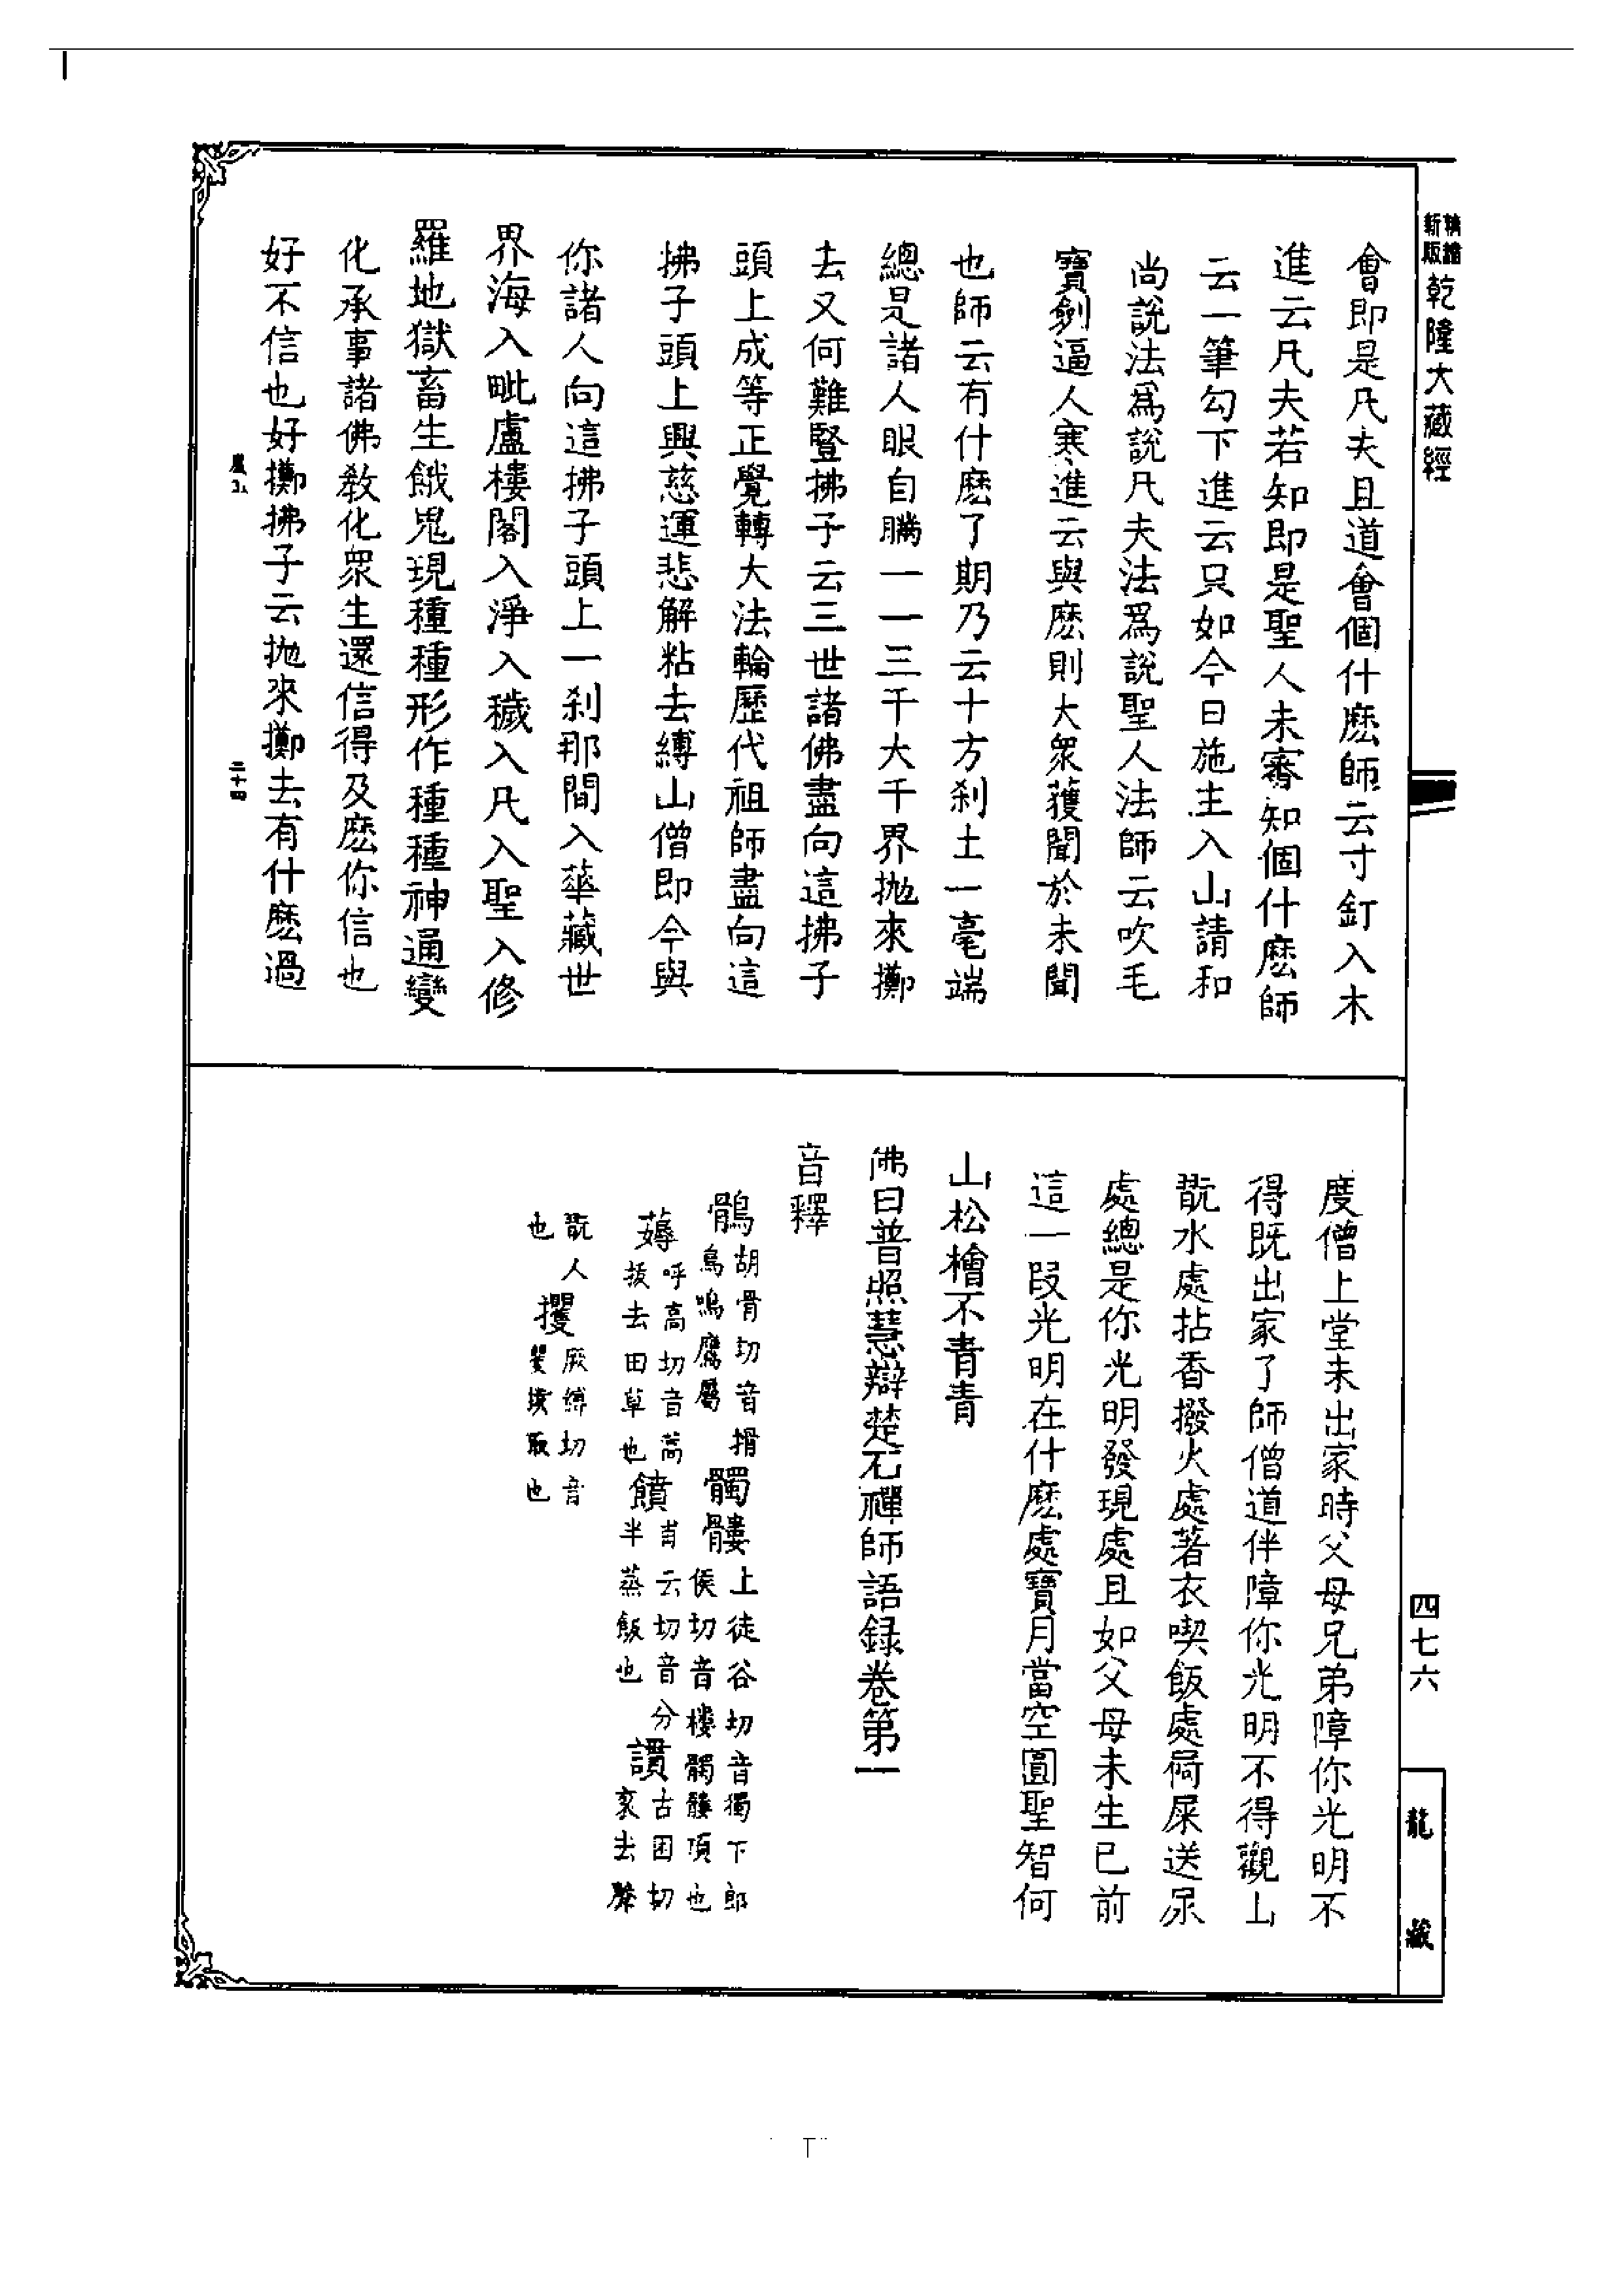 新版
乾隆大藏經
會即是凡夫且道會個什麽師云寸釘入木
進云凡夫若知即是聖人未審知個什麽師
云一筆勾下進云只如今日施主入山請和
尚說法爲說凡夫法爲說聖人法師云吹毛
寶劍逼人寒進云與麽則大衆獲聞於未聞
也師云有什麽了期乃云十方刹土一毫端
總是諸人眼自瞞一一三千大千界拋來擲
去又何難豎拂子云三世諸佛盡向這拂子
頭上成等正覺轉大法輪歷代祖師盡向這
拂子頭上興慈運悲解粘去縛山僧即今與
你諸人向這拂子頭上一刹那間入華藏世
界海入毗盧樓閣入淨入穢入凡入聖入修
羅地獄畜生餓鬼現種種形作種種神通變
化承事諸佛教化衆生還信得及麽你信也
好不信也好擲拂子云拋來擲去有什麽過
二十四
度僧上堂未出家時父母兄弟障你光明不
得既出家了師僧道伴障你光明不得觀山
翫水處拈香撥火處著衣喫飯處屙屎送尿
處總是你光明發現處且如父母未生已前
這一段光明在什麽處寶月當空圓聖智何
山松檜不青青
佛日普照慧辯楚石禪師語録卷第一
音釋
鶻胡骨切音搰
鳥鳴鷹屬
髑髏上徒谷切音獨下郎
侯切音樓髑髏項也
薅呼高切音蒿
拔去田草也
饙甫云切音分
半蒸飯也
謴古困切
袞去聲
翫人
也
攫厥縛切音
矍撲取也
四七六
龍藏